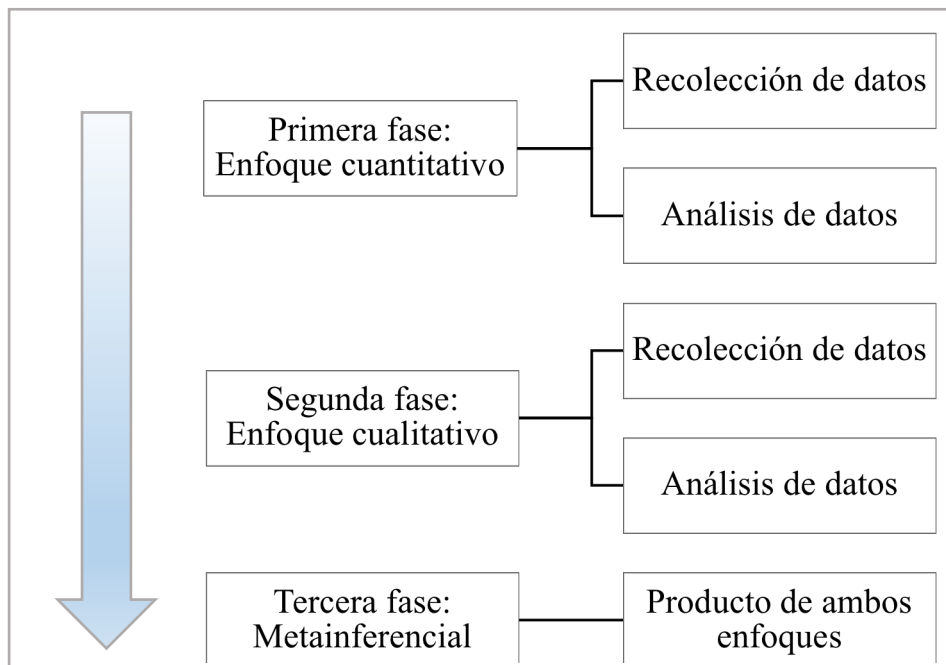 Primera fase:
Enfoque cuantitativo
Recolección de datos
Análisis de datos
Segunda fase:
Enfoque cualitativo
Recolección de datos
Análisis de datos
Tercera fase:
Metainferencial
Producto de ambos
enfoques